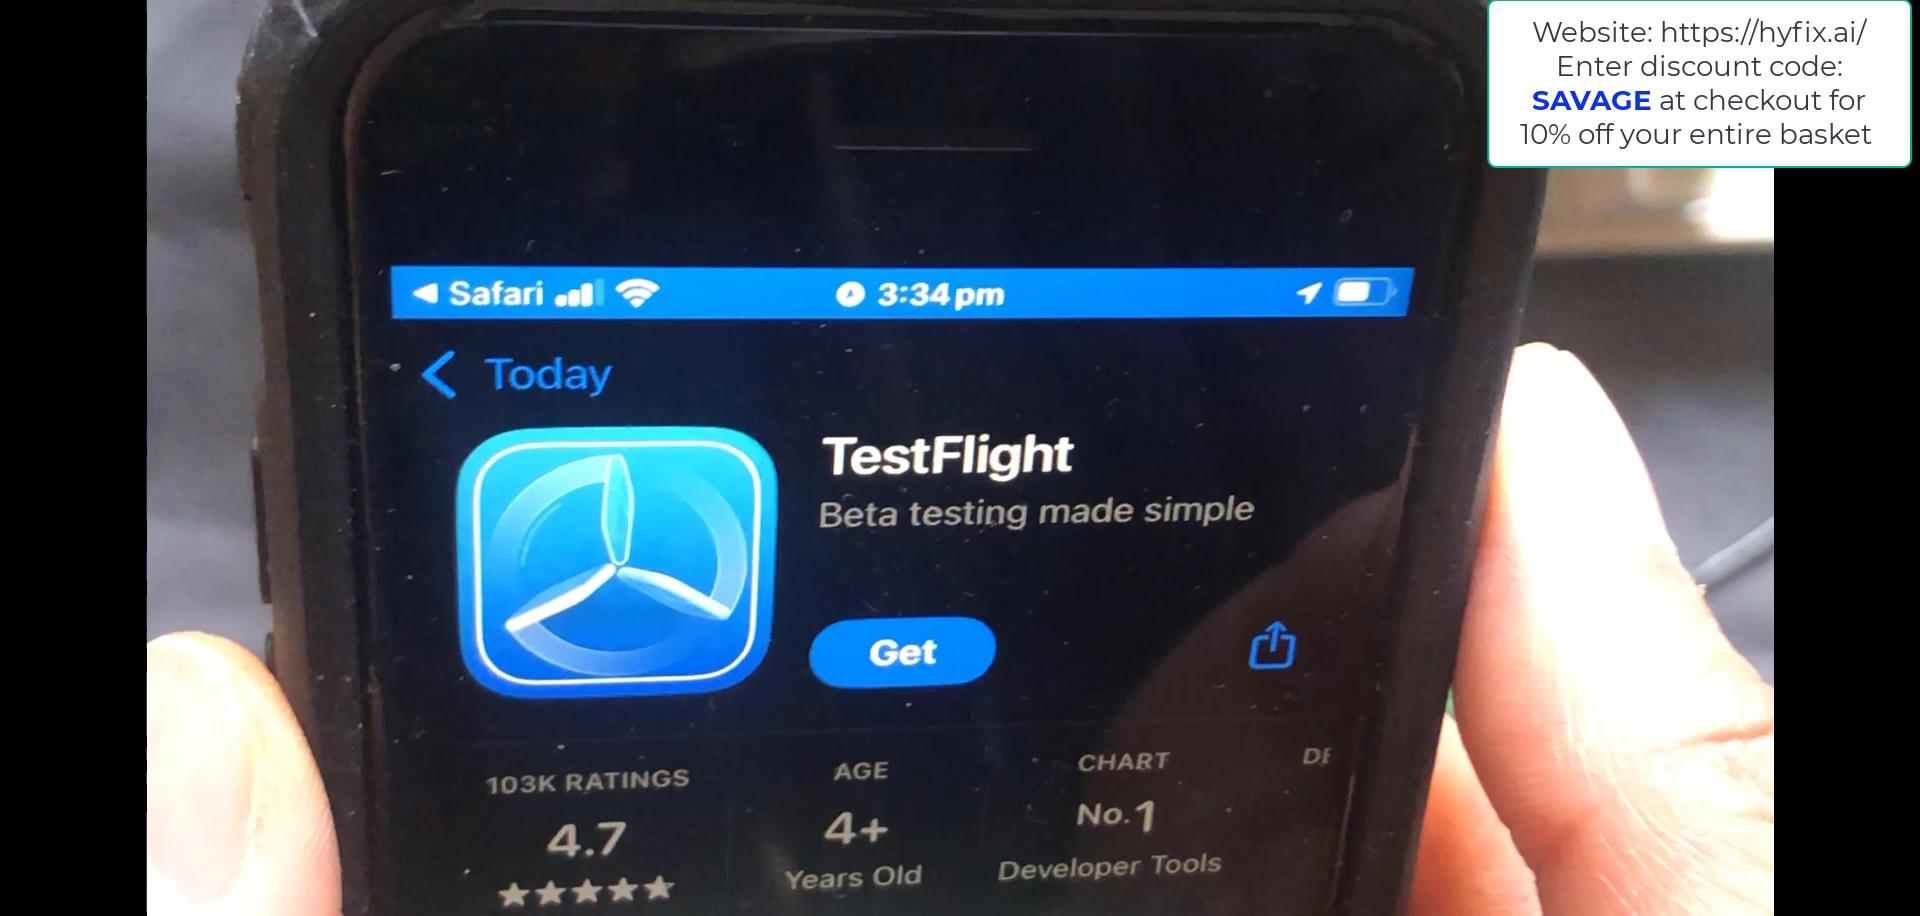 Website: https://hyfix.ai/
Enter discount code:
SAVAGE at checkout for
10% off your entire basket
Safari 3:34 pm
Today
TestFlight
Beta testing made simple
Get
103K RATINGS
4.7
AGE
4+
Years Old
CHART
No.1
Developer Tools